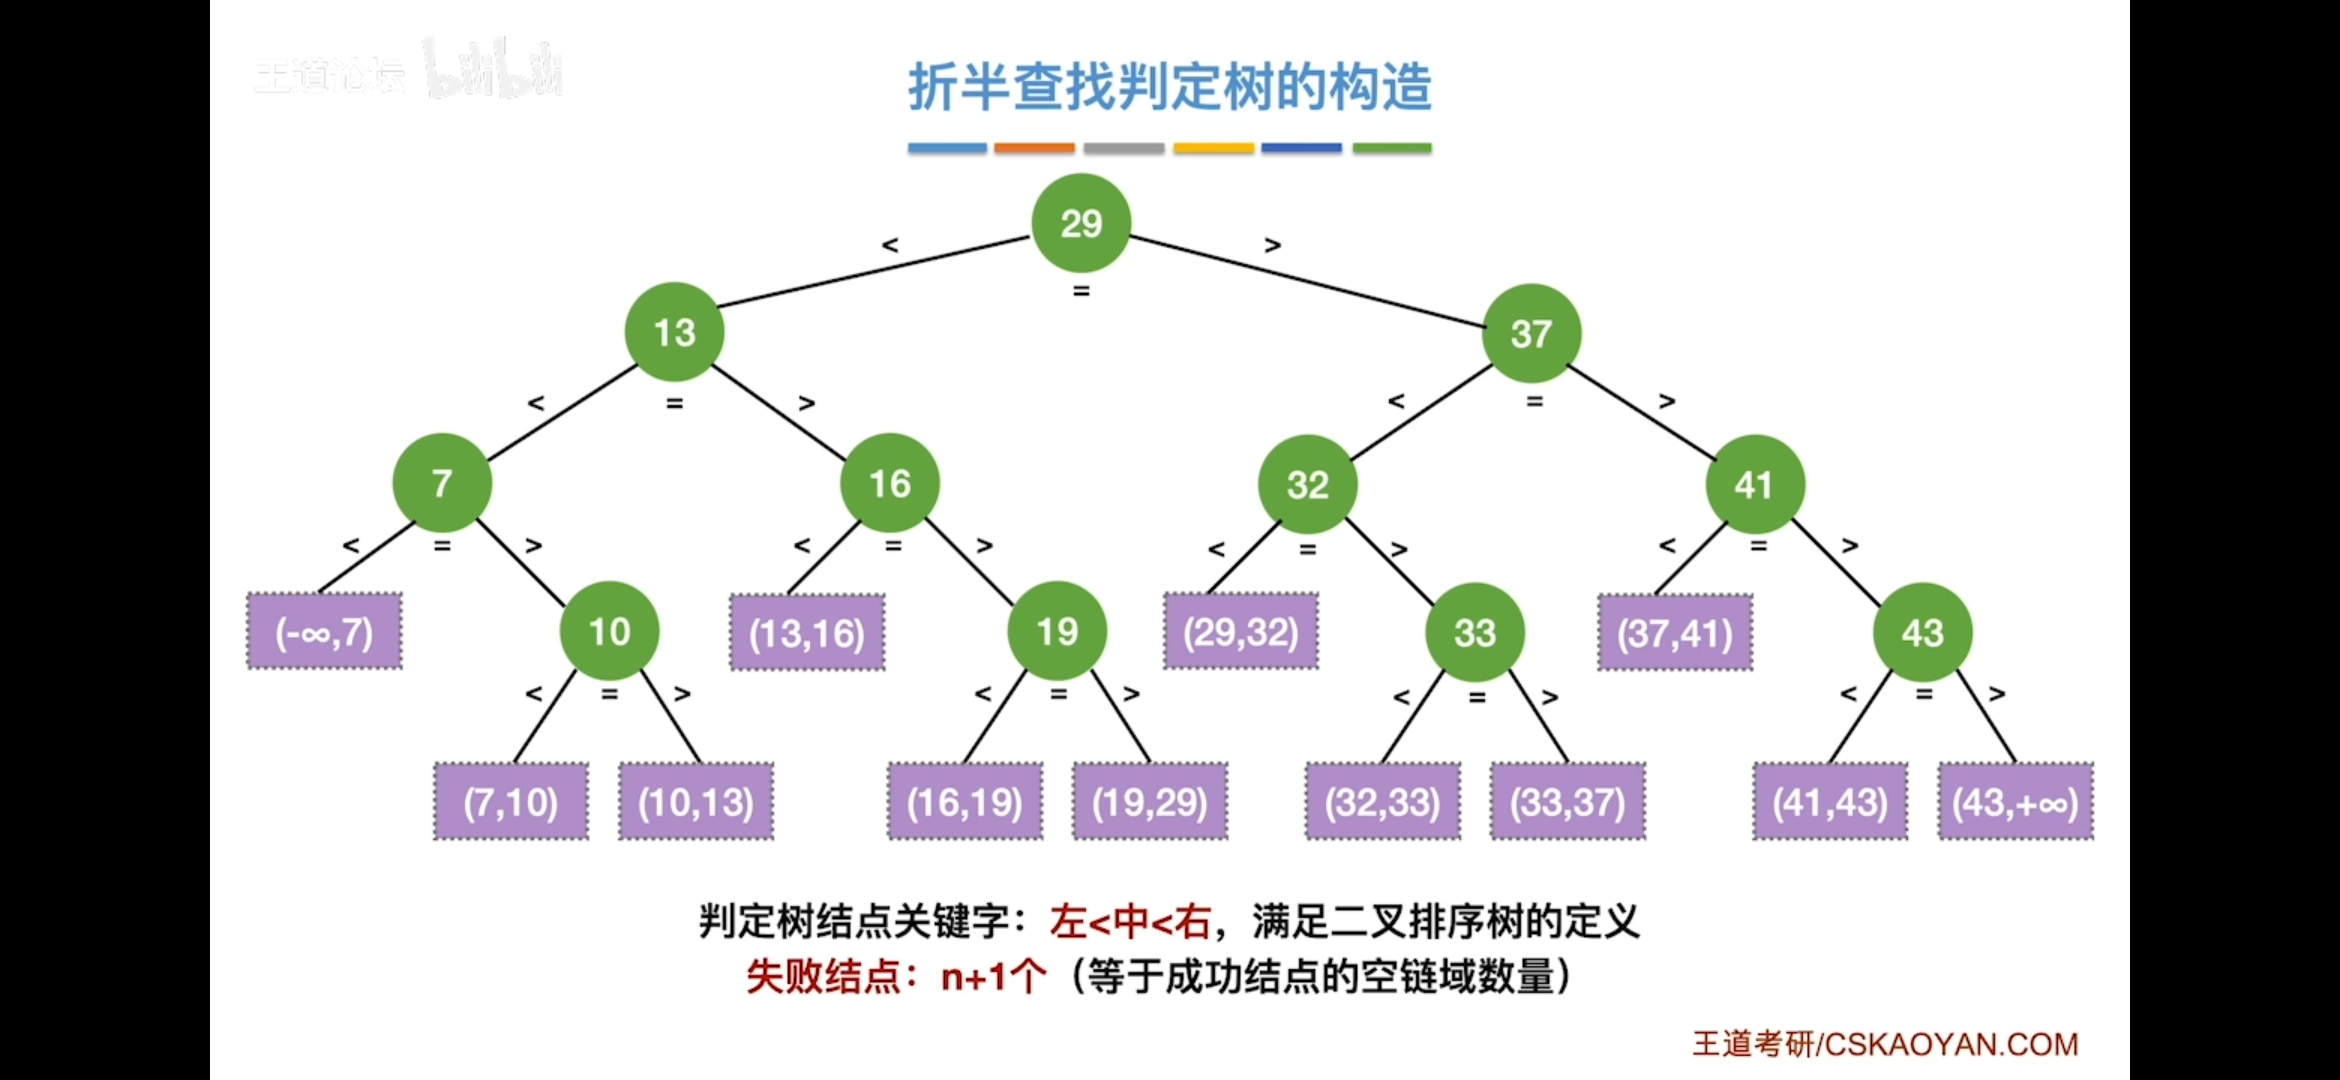 王道论坛 bilibili
折半查找判定树的构造
29
< >
=
13 37
< = > < = >
7 16 32 41
< = > < = > < = > < = >
(-∞,7) 10 (13,16) 19 (29,32) 33 (37,41) 43
< = > < = > < = > < = >
(7,10) (10,13) (16,19) (19,29) (32,33) (33,37) (41,43) (43,+∞)
判定树结点关键字：左<中<右，满足二叉排序树的定义
失败结点：n+1个（等于成功结点的空链域数量）
王道考研/CSKAOYAN.COM